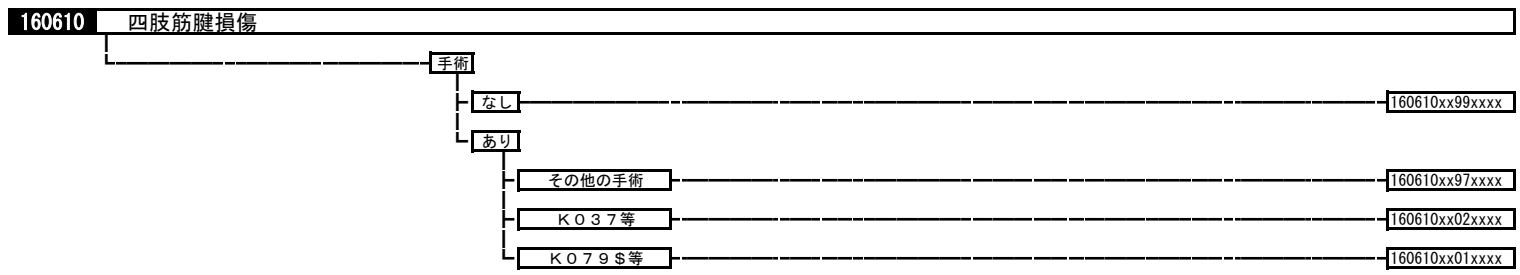 160610 四肢筋腱損傷
手術
なし 160610xx99xxxx
あり
その他の手術 160610xx97xxxx
K037等 160610xx02xxxx
K079$等 160610xx01xxxx